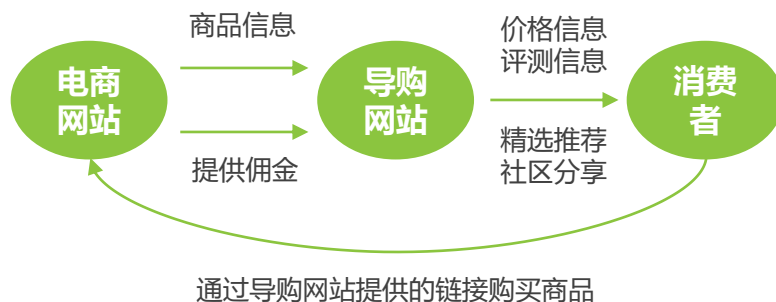 商品信息
价格信息
评测信息
电商
网站
导购
网站
消费
者
提供佣金
精选推荐
社区分享
通过导购网站提供的链接购买商品